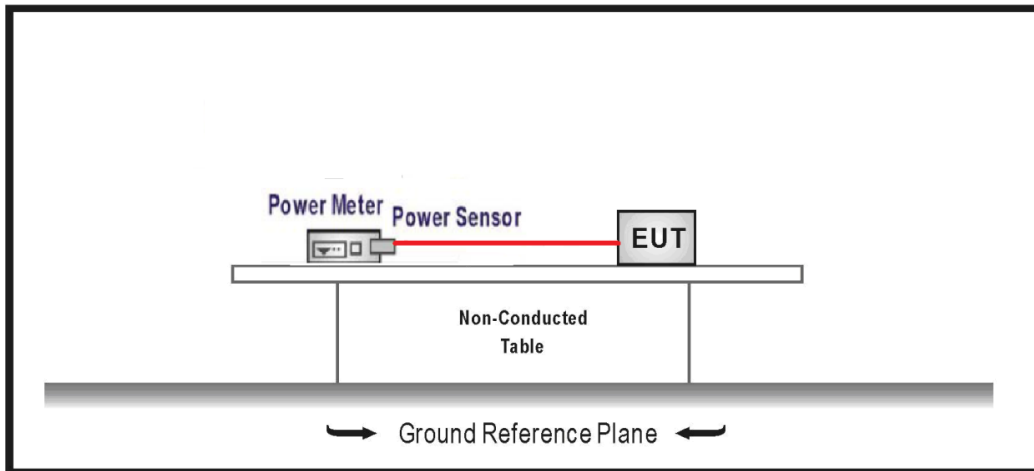 Power Meter
Power Sensor
EUT
Non-Conducted
Table
Ground Reference Plane